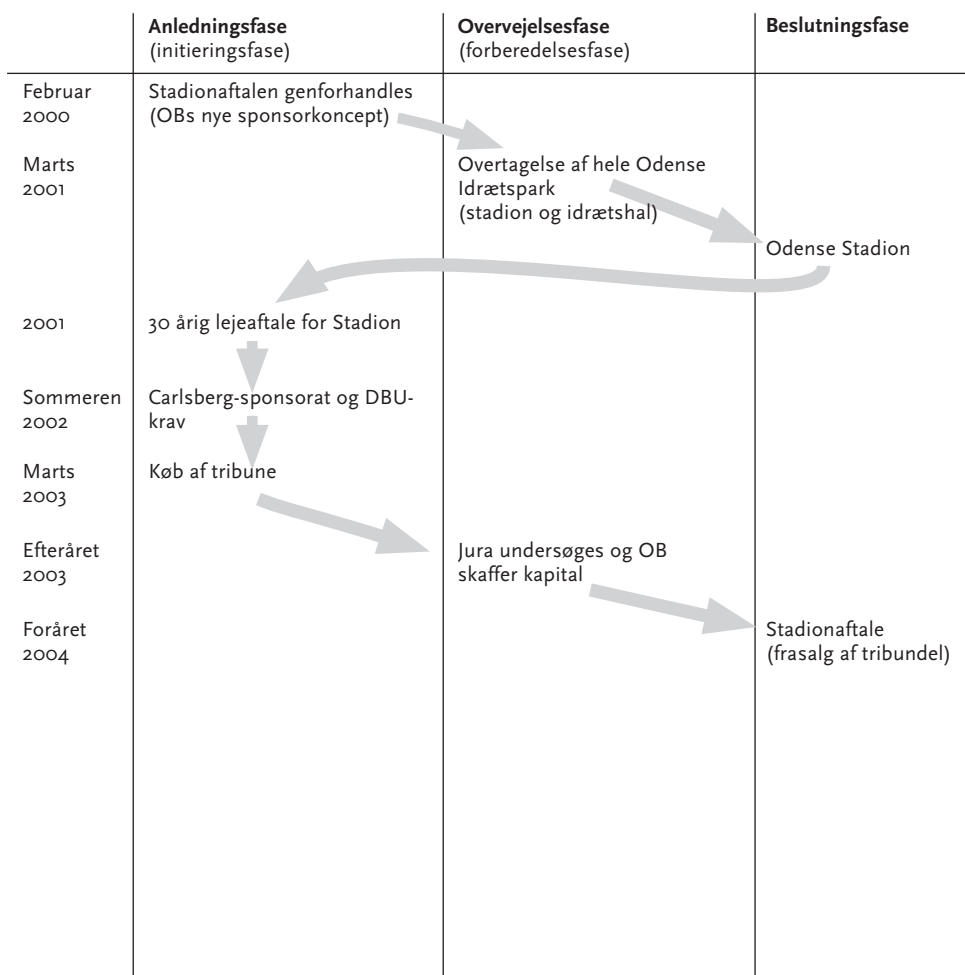 Anledningsfase
(initieringsfase)
Overvejelsesfase
(forberedelsesfase)
Beslutningsfase
Februar
2000
Stadionaftalen genforhandles
(OBs nye sponsorkoncept)
Marts
2001
Overtagelse af hele Odense
Idrætspark
(stadion og idrætshal)
Odense Stadion
2001
30 årig lejeaftale for Stadion
Sommeren
2002
Carlsberg-sponsorat og DBU-
krav
Marts
2003
Køb af tribune
Efteråret
2003
Jura undersøges og OB
skaffer kapital
Foråret
2004
Stadionaftale
(frasalg af tribundel)